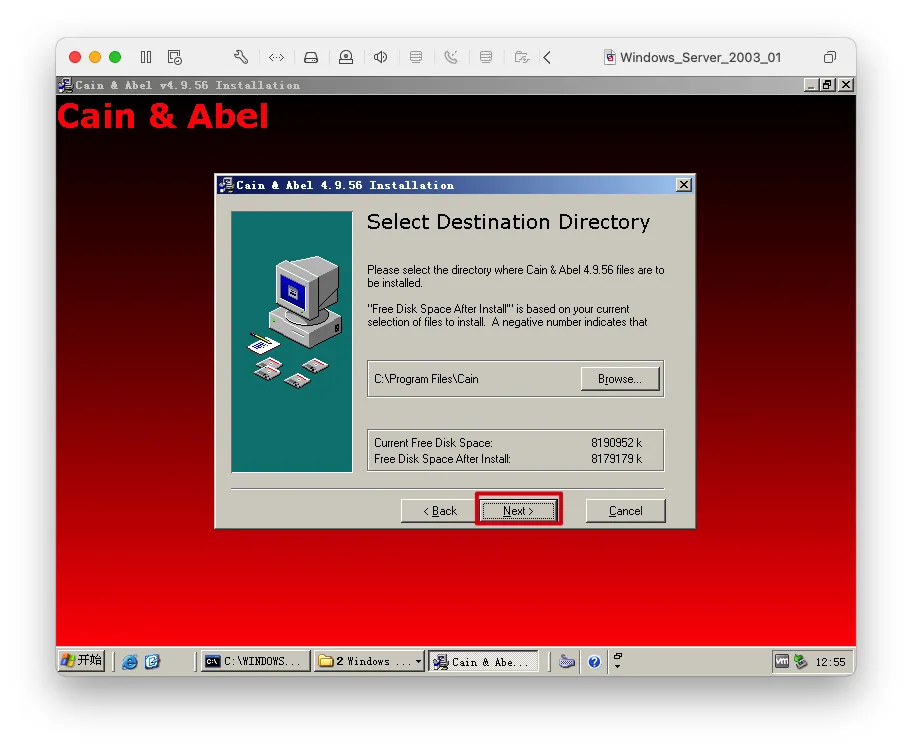 Windows_Server_2003_01
Cain & Abel v4.9.56 Installation
Cain & Abel
Cain & Abel 4.9.56 Installation
Select Destination Directory
Please select the directory where Cain & Abel 4.9.56 files are to
be installed.
"Free Disk Space After Install"' is based on your current
selection of files to install. A negative number indicates that
C:\Program Files\Cain
Browse...
Current Free Disk Space: 8190952 k
Free Disk Space After Install: 8179179 k
< Back
Next >
Cancel
开始
C:\WINDOWS...
2 Windows ...
Cain & Abe...
12:55